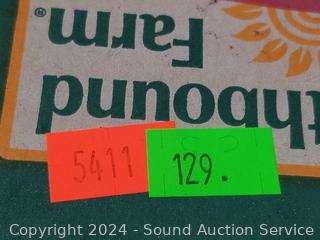 thbound
Farm®
5411
129.
Copyright 2024 - Sound Auction Service